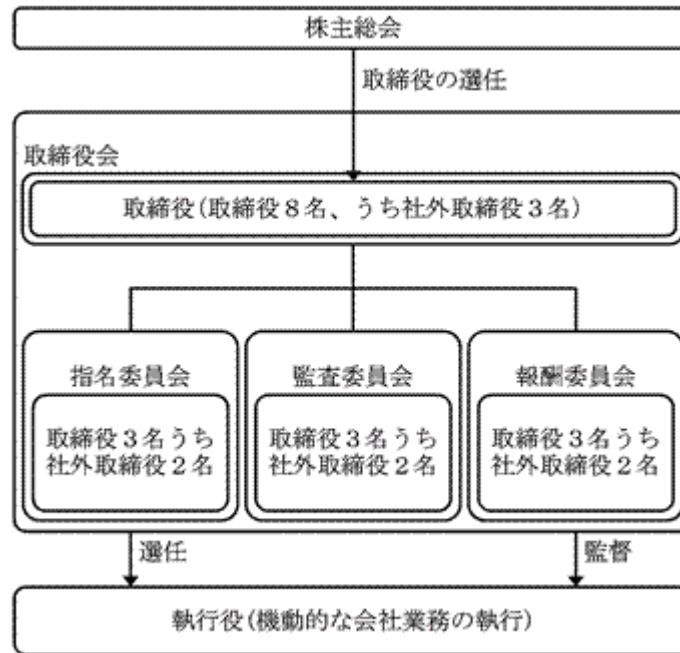 株主総会
取締役の選任
取締役会
取締役(取締役8名、うち社外取締役3名)
指名委員会
取締役3名うち
社外取締役2名
監査委員会
取締役3名うち
社外取締役2名
報酬委員会
取締役3名うち
社外取締役2名
選任
監督
執行役(機動的な会社業務の執行)